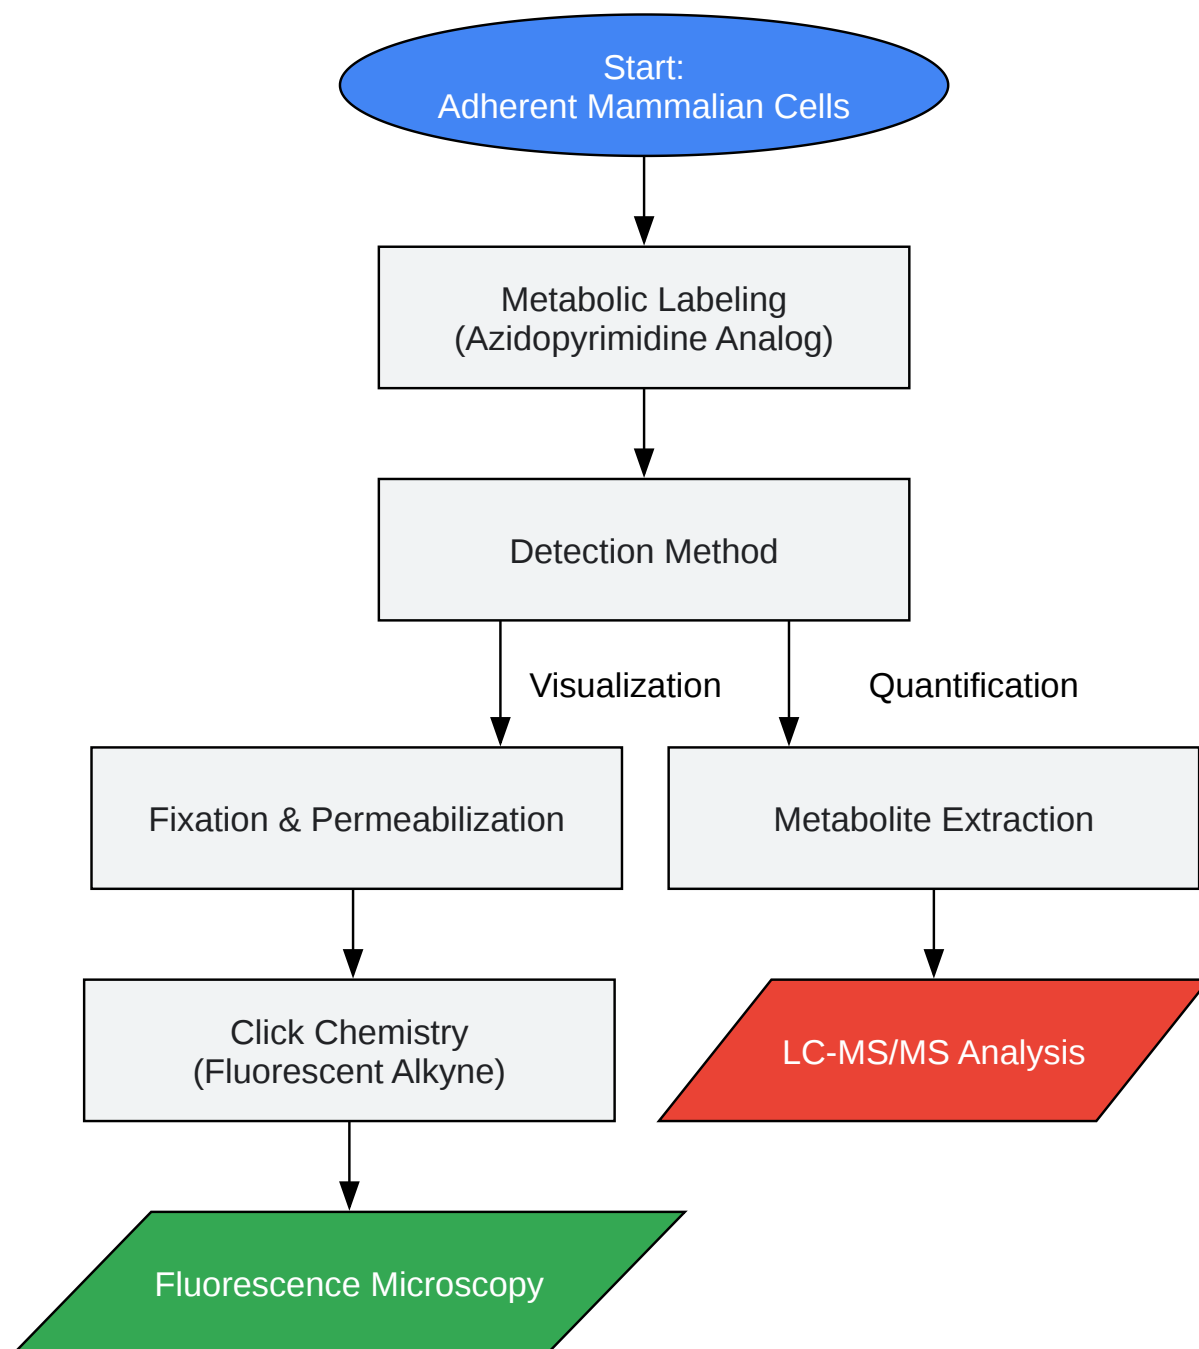 Start:
Adherent Mammalian Cells
Metabolic Labeling
(Azidopyrimidine Analog)
Detection Method
Visualization
Quantification
Fixation & Permeabilization
Metabolite Extraction
Click Chemistry
(Fluorescent Alkyne)
LC-MS/MS Analysis
Fluorescence Microscopy